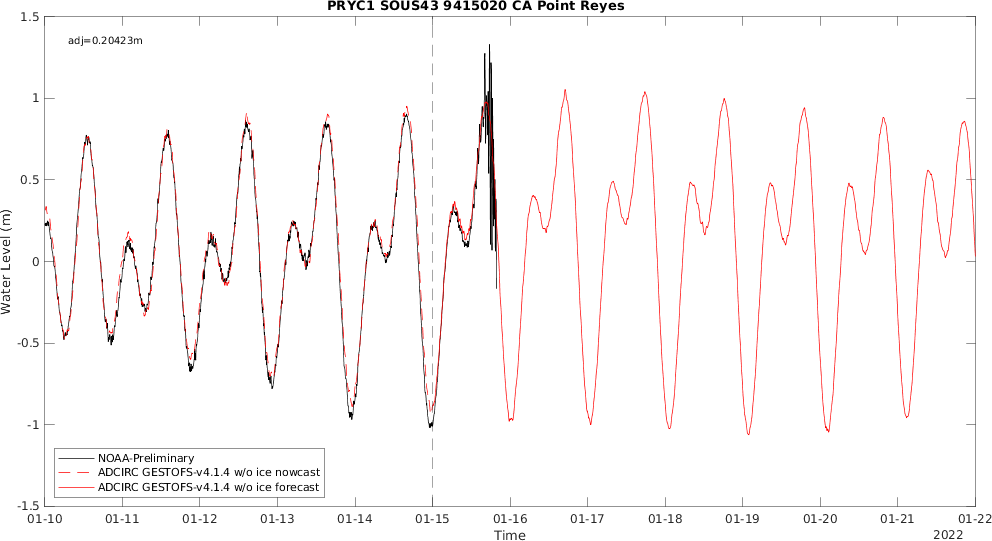 PRYC1 SOUS43 9415020 CA Point Reyes
adj=0.20423m
1.5
1
0.5
0
-0.5
-1
-1.5
Water Level (m)
NOAA-Preliminary
ADCIRC GESTOFS-v4.1.4 w/o ice nowcast
ADCIRC GESTOFS-v4.1.4 w/o ice forecast
01-10 01-11 01-12 01-13 01-14 01-15 01-16 01-17 01-18 01-19 01-20 01-21 01-22
Time
2022